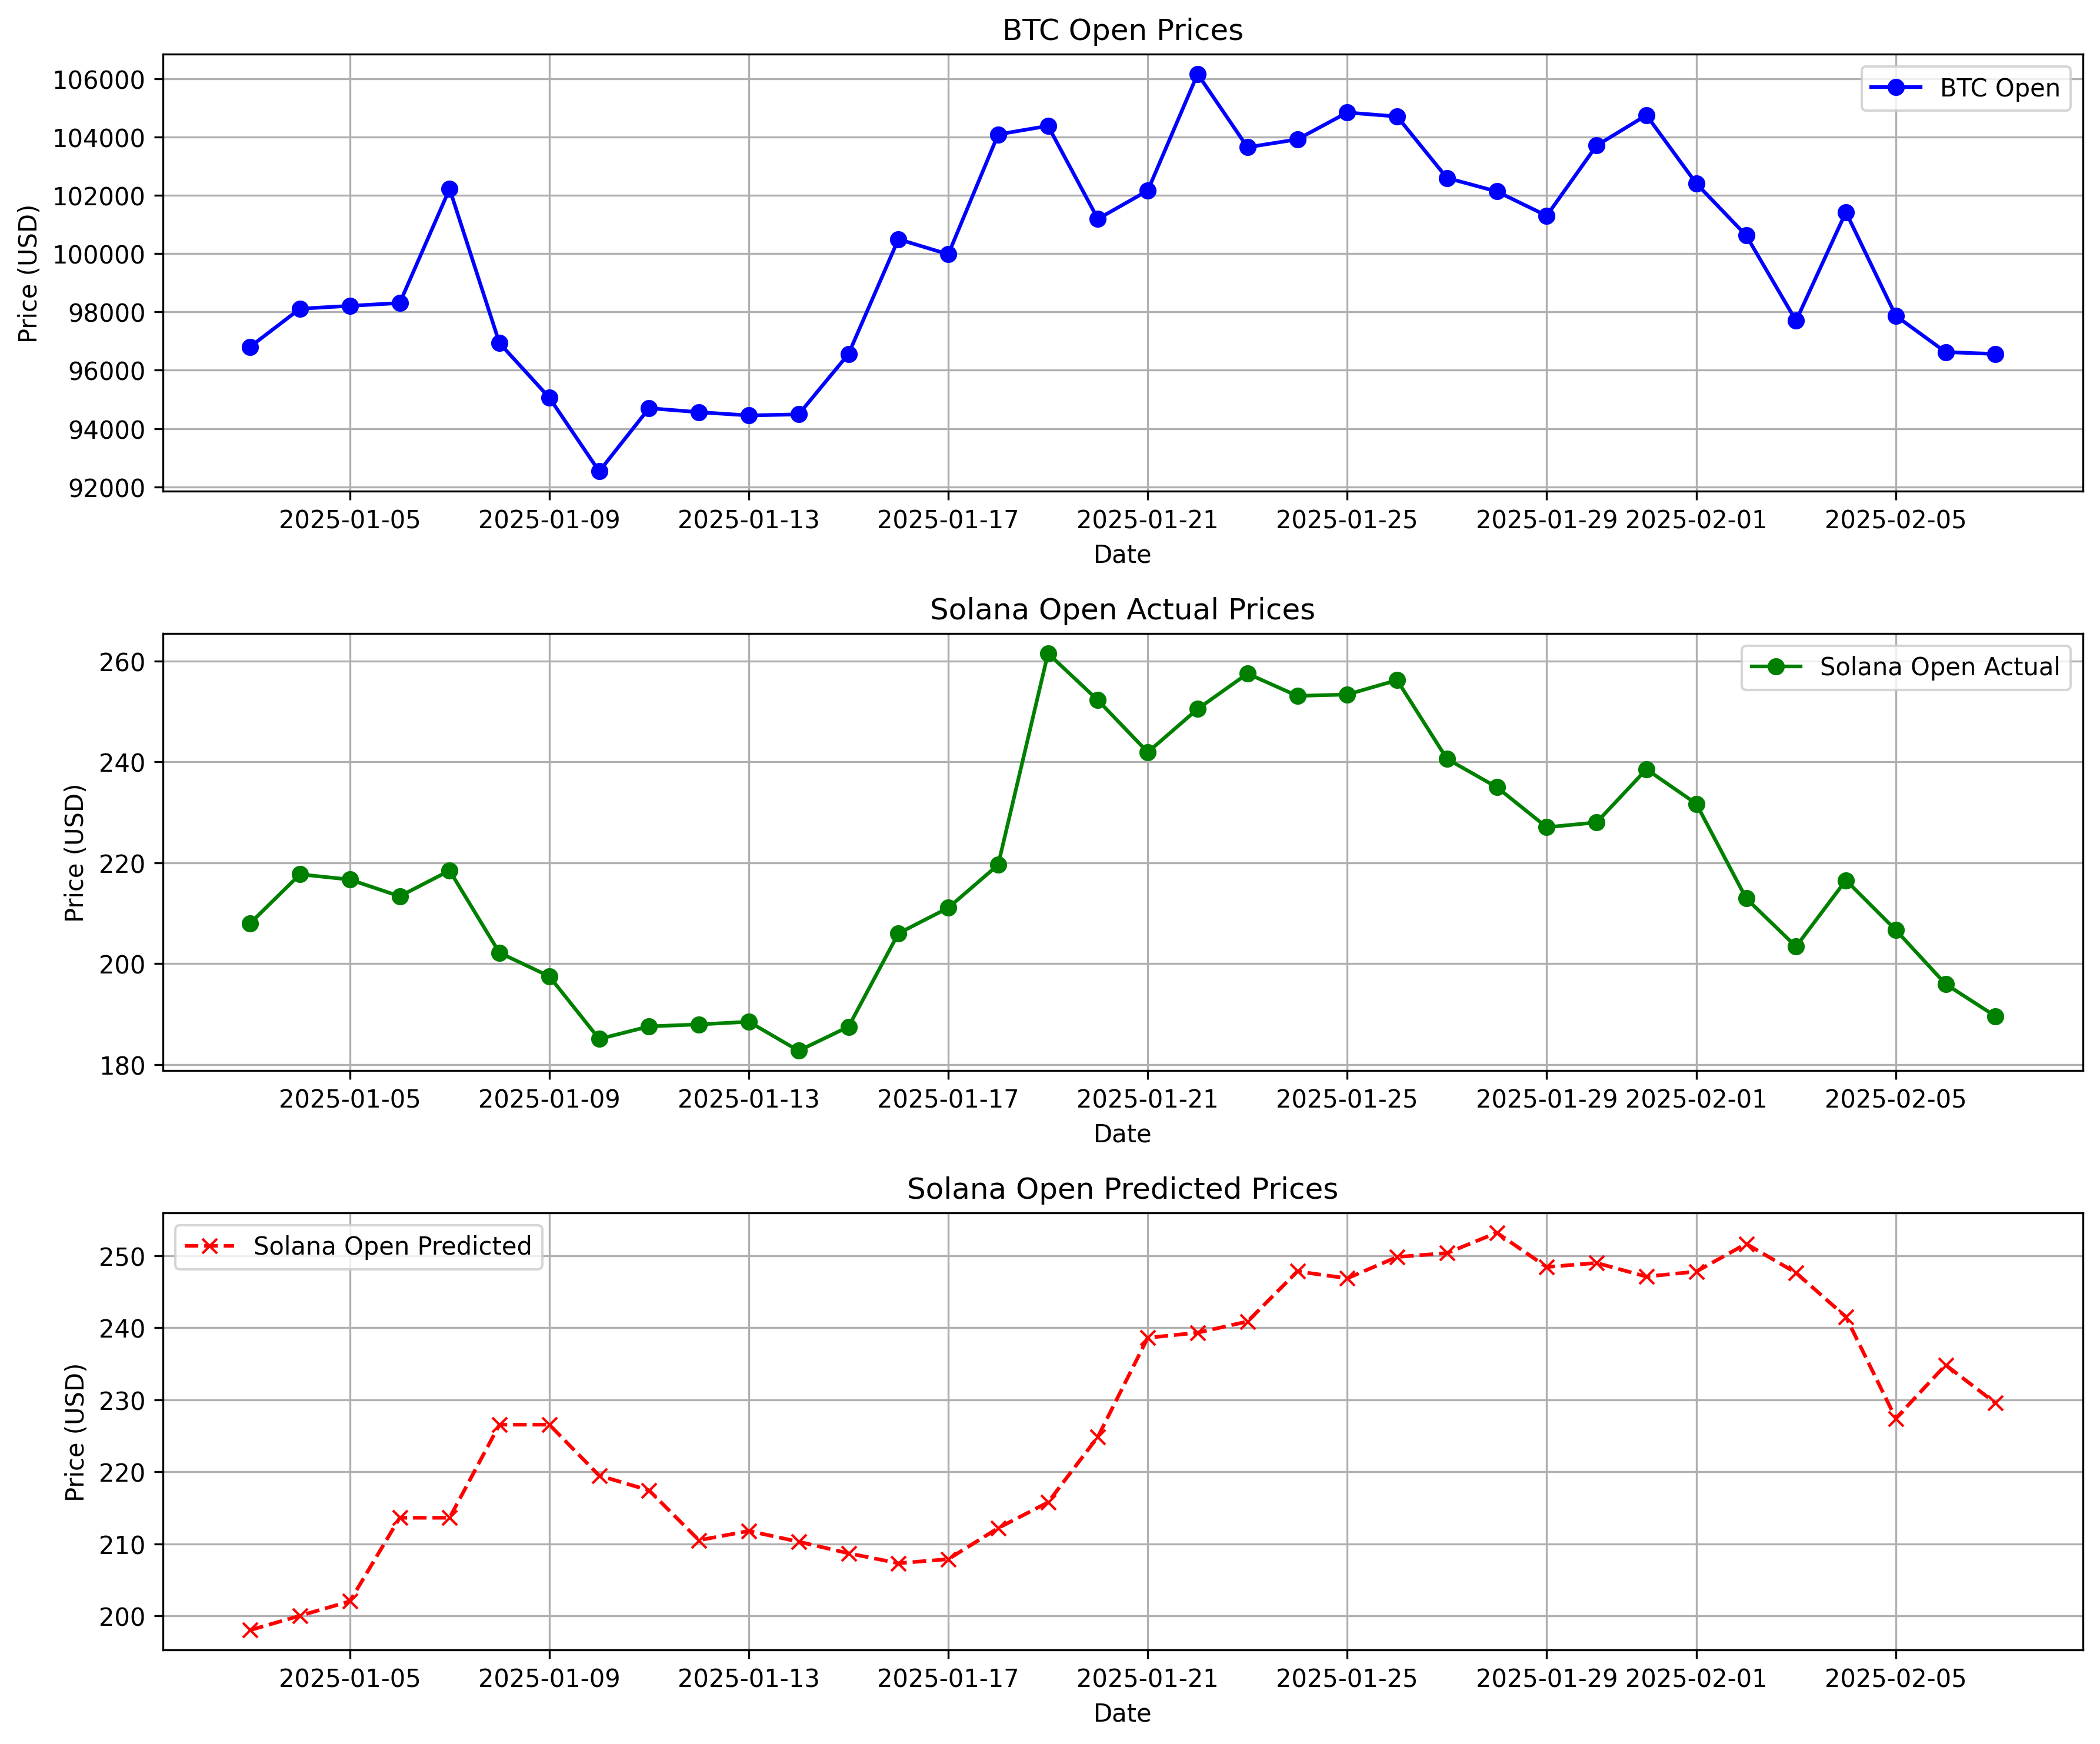 BTC Open Prices
BTC Open
Price (USD)
106000
104000
102000
100000
98000
96000
94000
92000
2025-01-05 2025-01-09 2025-01-13 2025-01-17 2025-01-21 2025-01-25 2025-01-29 2025-02-01 2025-02-05
Date
Solana Open Actual Prices
Solana Open Actual
Price (USD)
260
240
220
200
180
2025-01-05 2025-01-09 2025-01-13 2025-01-17 2025-01-21 2025-01-25 2025-01-29 2025-02-01 2025-02-05
Date
Solana Open Predicted Prices
Solana Open Predicted
Price (USD)
250
240
230
220
210
200
2025-01-05 2025-01-09 2025-01-13 2025-01-17 2025-01-21 2025-01-25 2025-01-29 2025-02-01 2025-02-05
Date